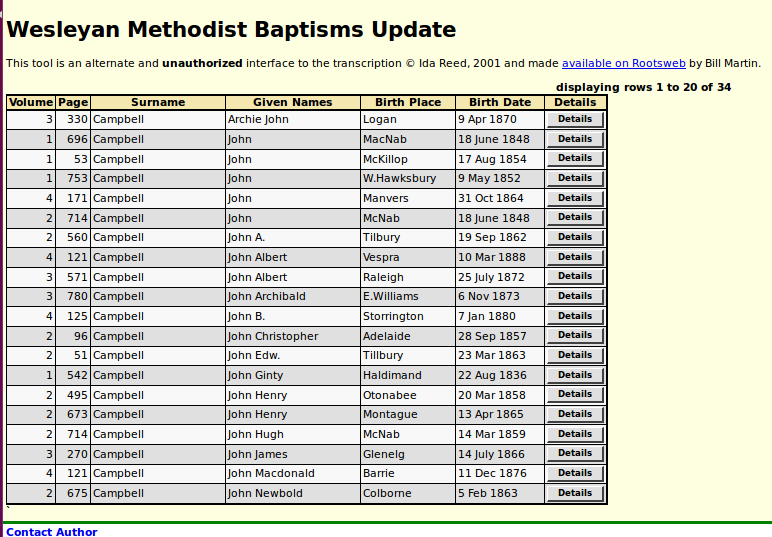 Wesleyan Methodist Baptisms Update
This tool is an alternate and unauthorized interface to the transcription © Ida Reed, 2001 and made available on Rootsweb by Bill Martin.
displaying rows 1 to 20 of 34
Volume Page Surname Given Names Birth Place Birth Date Details
3 330 Campbell Archie John Logan 9 Apr 1870 Details
1 696 Campbell John MacNab 18 June 1848 Details
1 53 Campbell John McKillop 17 Aug 1854 Details
1 753 Campbell John W.Hawksbury 9 May 1852 Details
4 171 Campbell John Manvers 31 Oct 1864 Details
2 714 Campbell John McNab 18 June 1848 Details
2 560 Campbell John A. Tilbury 19 Sep 1862 Details
4 121 Campbell John Albert Vespra 10 Mar 1888 Details
3 571 Campbell John Albert Raleigh 25 July 1872 Details
3 780 Campbell John Archibald E.Williams 6 Nov 1873 Details
4 125 Campbell John B. Storrington 7 Jan 1880 Details
2 96 Campbell John Christopher Adelaide 28 Sep 1857 Details
2 51 Campbell John Edw. Tillbury 23 Mar 1863 Details
1 542 Campbell John Ginty Haldimand 22 Aug 1836 Details
2 495 Campbell John Henry Otonabee 20 Mar 1858 Details
2 673 Campbell John Henry Montague 13 Apr 1865 Details
2 714 Campbell John Hugh McNab 14 Mar 1859 Details
3 270 Campbell John James Glenelg 14 July 1866 Details
4 121 Campbell John Macdonald Barrie 11 Dec 1876 Details
2 675 Campbell John Newbold Colborne 5 Feb 1863 Details
`
Contact Author